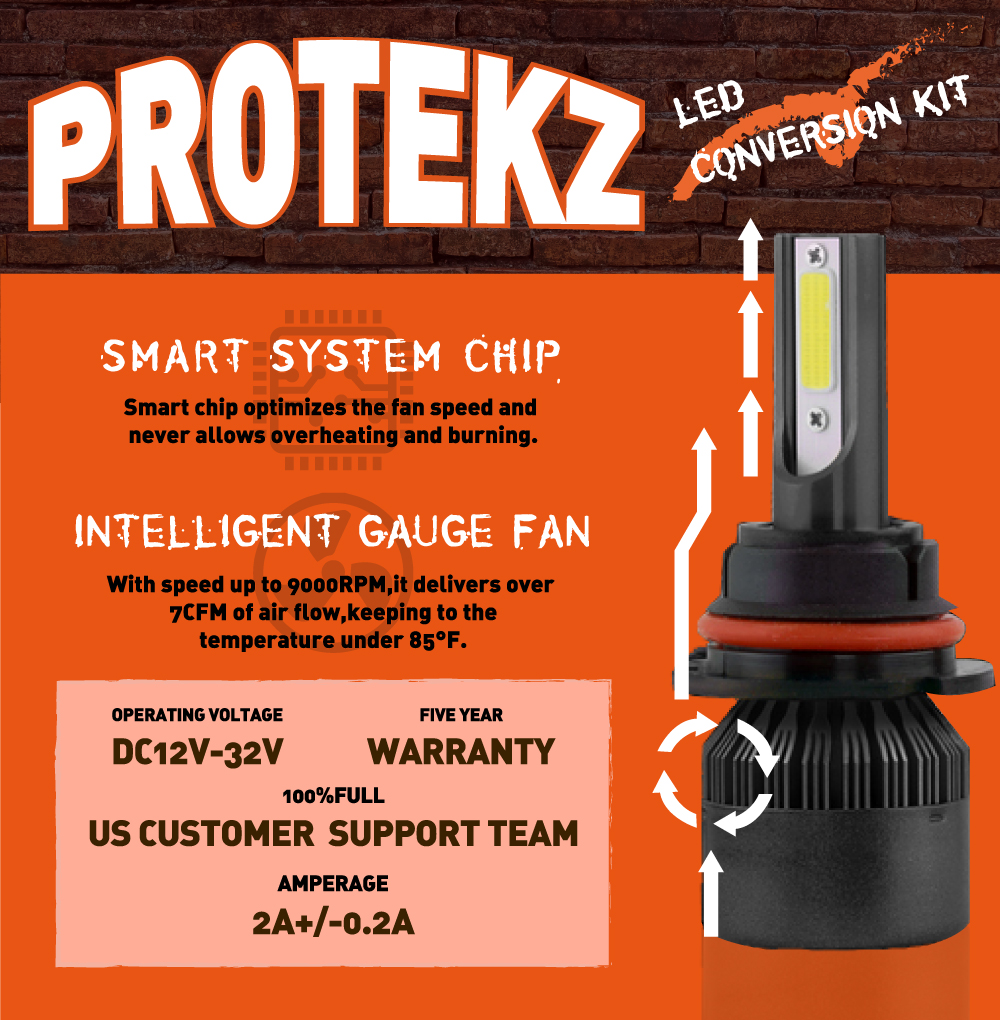 PROTEKZ
LED
CONVERSION KIT
SMART SYSTEM CHIP
Smart chip optimizes the fan speed and
never allows overheating and burning.
INTELLIGENT GAUGE FAN
With speed up to 9000RPM,it delivers over
7CFM of air flow,keeping to the
temperature under 85°F.
OPERATING VOLTAGE
DC12V-32V
FIVE YEAR
WARRANTY
100%FULL
US CUSTOMER SUPPORT TEAM
AMPERAGE
2A+/-0.2A